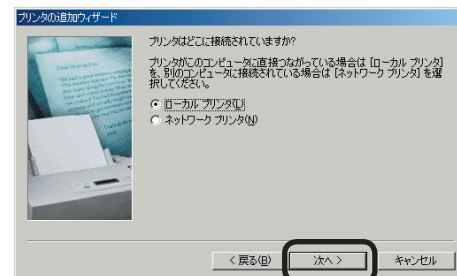 プリンタの追加ウィザード
プリンタはどこに接続されていますか?
プリンタがこのコンピュータに直接つながっている場合は [ローカル プリンタ]
を、別のコンピュータに接続されている場合は [ネットワーク プリンタ] を選
択してください。
ローカル プリンタ(L)
ネットワーク プリンタ(N)
< 戻る(B)
次へ >
キャンセル